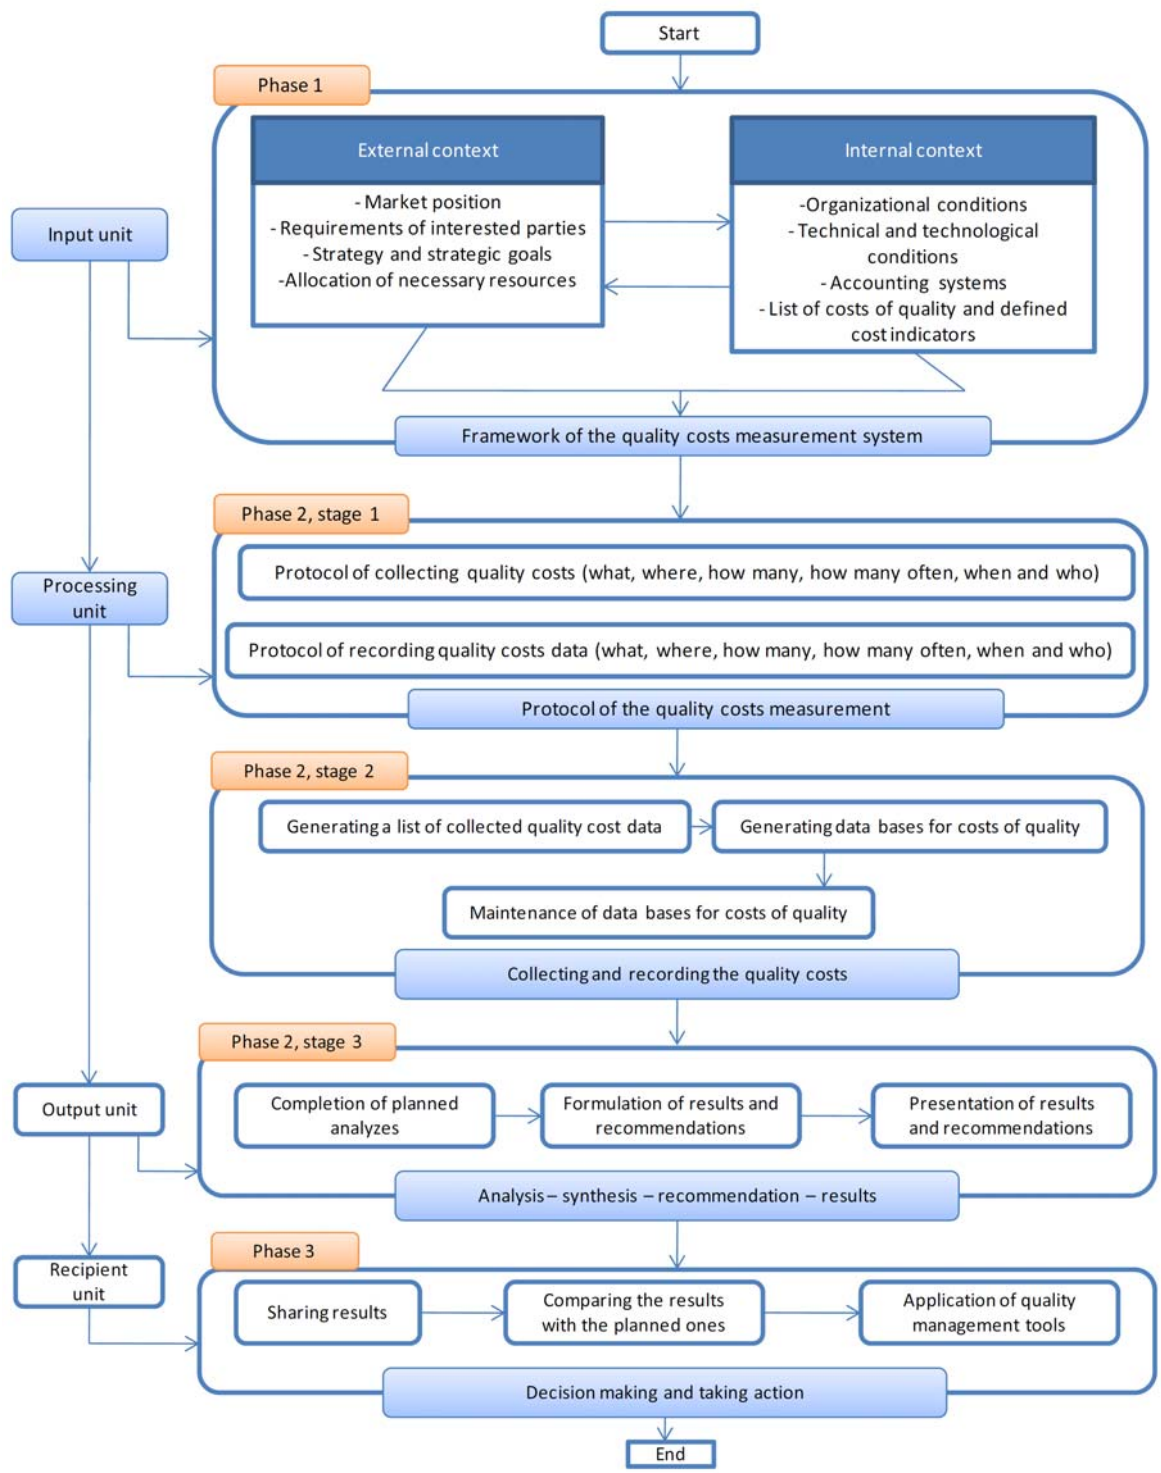 Start
Phase 1
External context
- Market position
- Requirements of interested parties
- Strategy and strategic goals
-Allocation of necessary resources
Internal context
-Organizational conditions
- Technical and technological
conditions
- Accounting systems
- List of costs of quality and defined
cost indicators
Input unit
Framework of the quality costs measurement system
Phase 2, stage 1
Protocol of collecting quality costs (what, where, how many, how many often, when and who)
Processing
unit
Protocol of recording quality costs data (what, where, how many, how many often, when and who)
Protocol of the quality costs measurement
Phase 2, stage 2
Generating a list of collected quality cost data
Generating data bases for costs of quality
Maintenance of data bases for costs of quality
Collecting and recording the quality costs
Phase 2, stage 3
Output unit
Completion of planned
analyzes
Formulation of results and
recommendations
Presentation of results
and recommendations
Analysis – synthesis – recommendation – results
Phase 3
Recipient
unit
Sharing results
Comparing the results
with the planned ones
Application of quality
management tools
Decision making and taking action
End